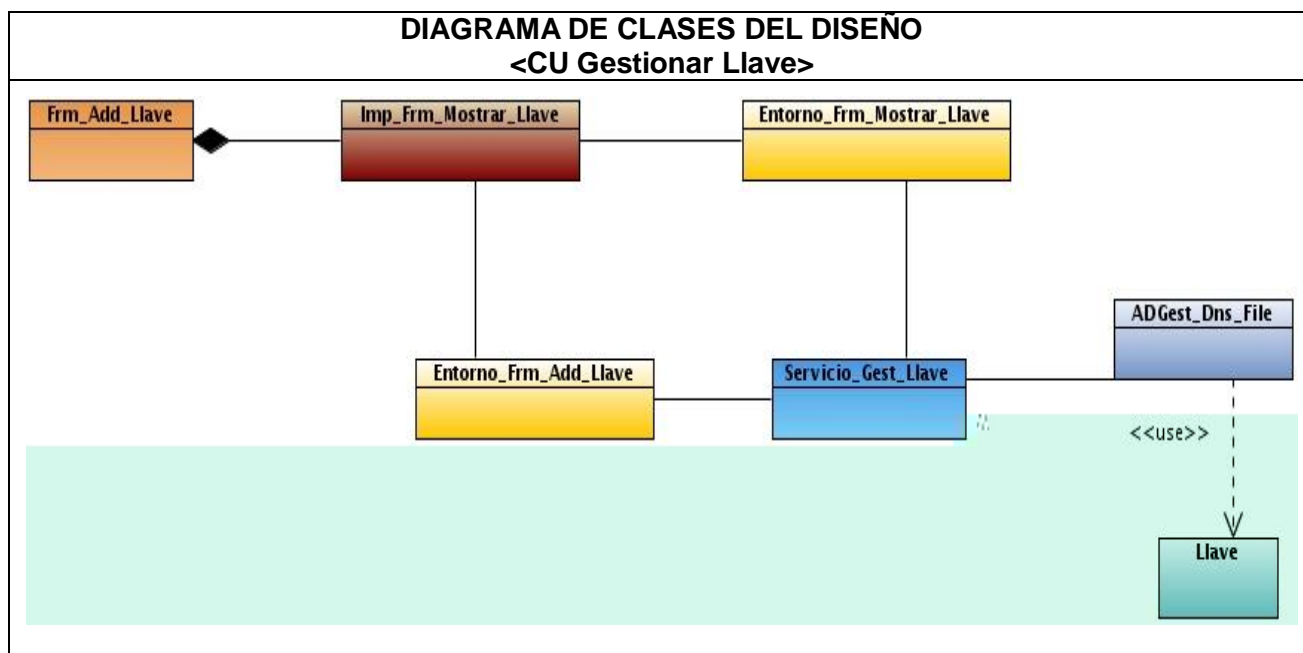 DIAGRAMA DE CLASES DEL DISEÑO
<CU Gestionar Llave>
Frm_Add_Llave
Imp_Frm_Mostrar_Llave
Entorno_Frm_Mostrar_Llave
ADGest_Dns_File
Entorno_Frm_Add_Llave
Servicio_Gest_Llave
<<use>>
Llave